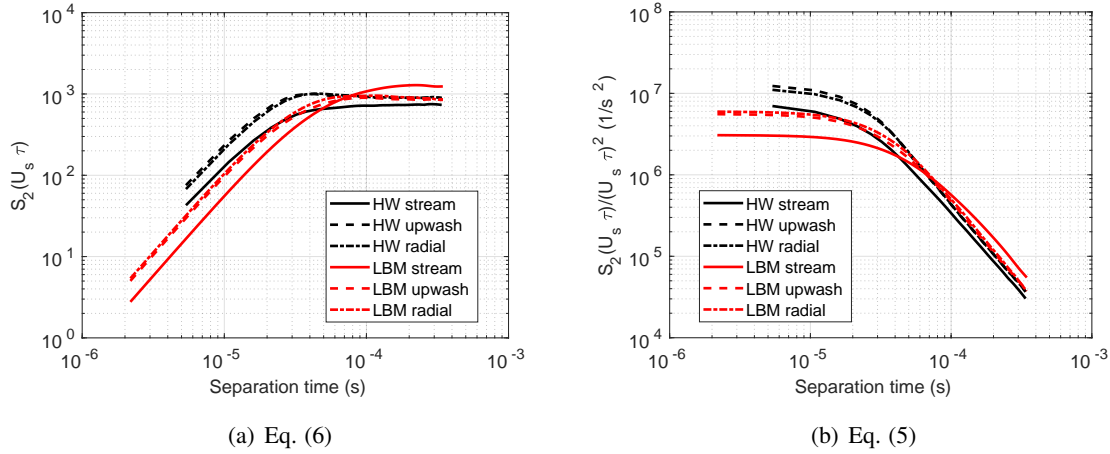 10^4
10^3
10^2
10^1
10^0
S_2(U_s τ)
HW stream
HW upwash
HW radial
LBM stream
LBM upwash
LBM radial
10^-6
10^-5
10^-4
10^-3
Separation time (s)
(a) Eq. (6)
10^8
10^7
10^6
10^5
10^4
S_2(U_s τ)/(U_s τ)^2 (1/s^2)
HW stream
HW upwash
HW radial
LBM stream
LBM upwash
LBM radial
10^-6
10^-5
10^-4
10^-3
Separation time (s)
(b) Eq. (5)